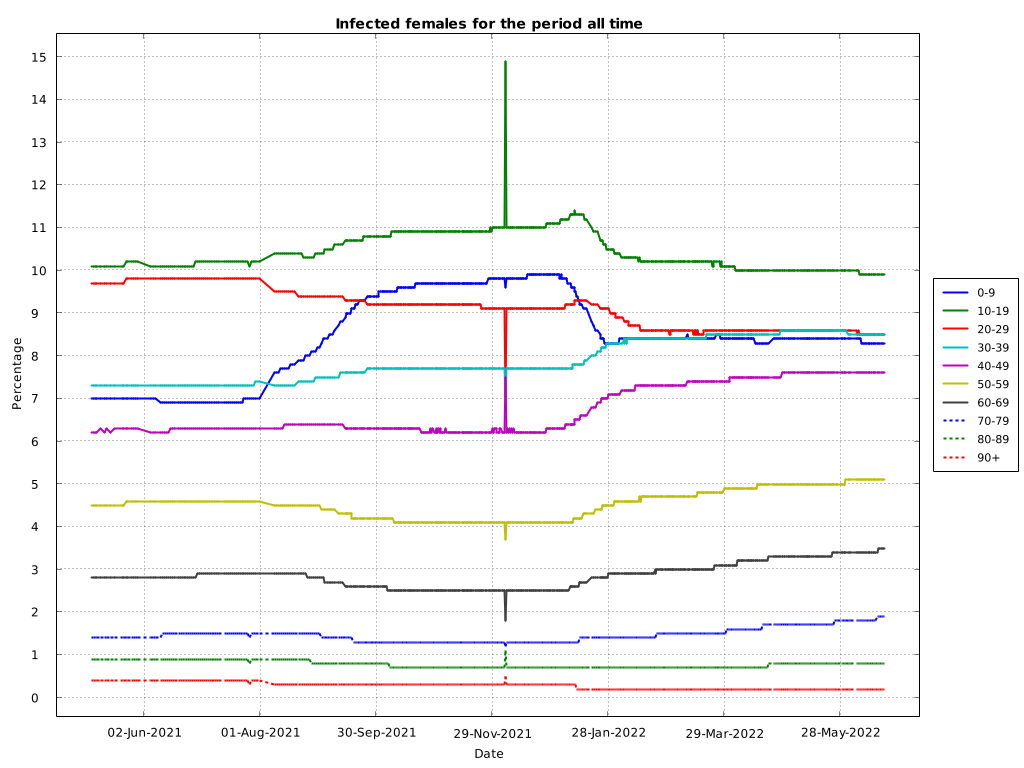 Infected females for the period all time
Percentage
15
14
13
12
11
10
9
8
7
6
5
4
3
2
1
0
02-Jun-2021
01-Aug-2021
30-Sep-2021
29-Nov-2021
28-Jan-2022
29-Mar-2022
28-May-2022
Date
0-9
10-19
20-29
30-39
40-49
50-59
60-69
70-79
80-89
90+